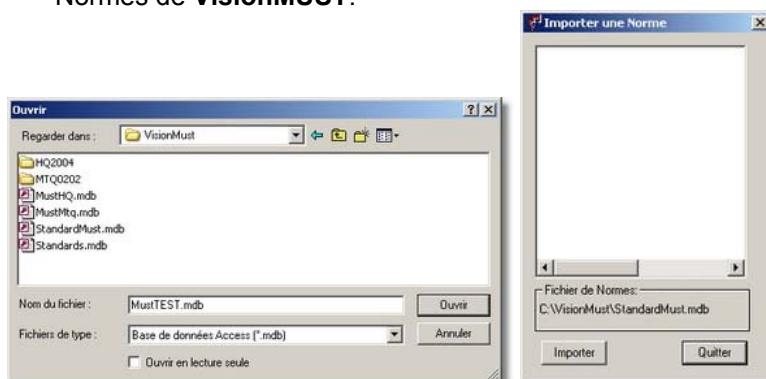 Normes de VisionMUST.
Importer une Norme
Ouvrir
Regarder dans :
VisionMust
HQ2004
MTQ0202
MustHQ.mdb
MustMtq.mdb
StandardMust.mdb
Standards.mdb
Nom du fichier :
MustTEST.mdb
Ouvrir
Fichiers de type :
Base de données Access (*.mdb)
Annuler
Ouvrir en lecture seule
Fichier de Normes:
C:\VisionMust\StandardMust.mdb
Importer
Quitter